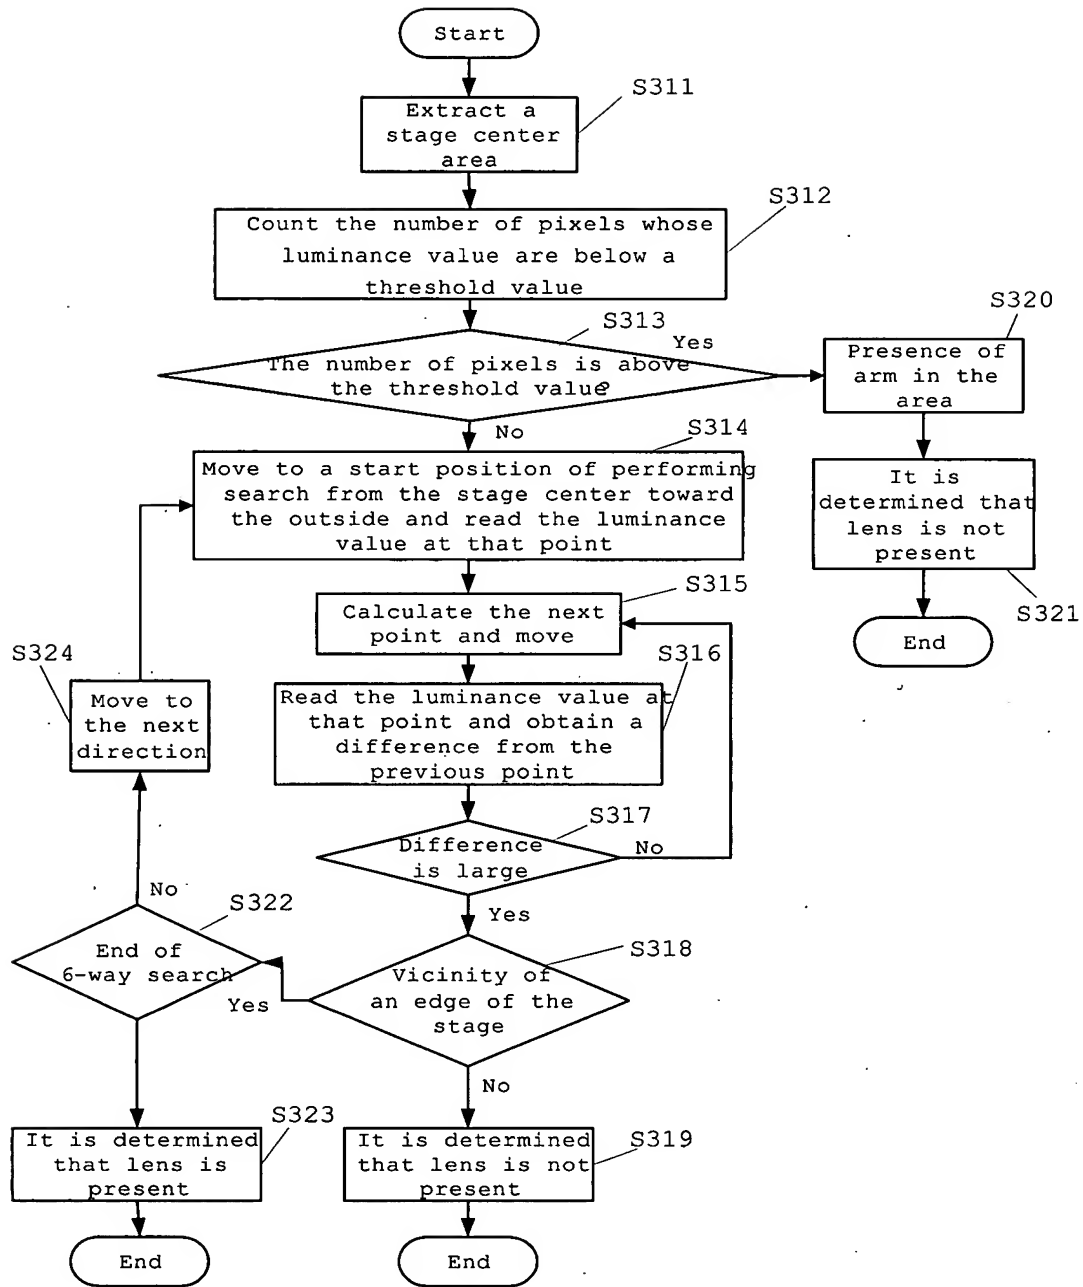 Start
S311
Extract a
stage center
area
S312
Count the number of pixels whose
luminance value are below a
threshold value
S313
Yes
The number of pixels is above
the threshold value?
No
S320
Presence of
arm in the
area
S314
Move to a start position of performing
search from the stage center toward
the outside and read the luminance
value at that point
It is
determined that
lens is not
present
S321
End
S315
Calculate the next
point and move
S324
Move to
the next
direction
S316
Read the luminance value at
that point and obtain a
difference from the
previous point
S317
Difference
is large
No
Yes
No
S322
End of
6-way search
S318
Vicinity of
an edge of the
stage
Yes
No
S323
It is determined
that lens is
present
S319
It is determined
that lens is not
present
End
End